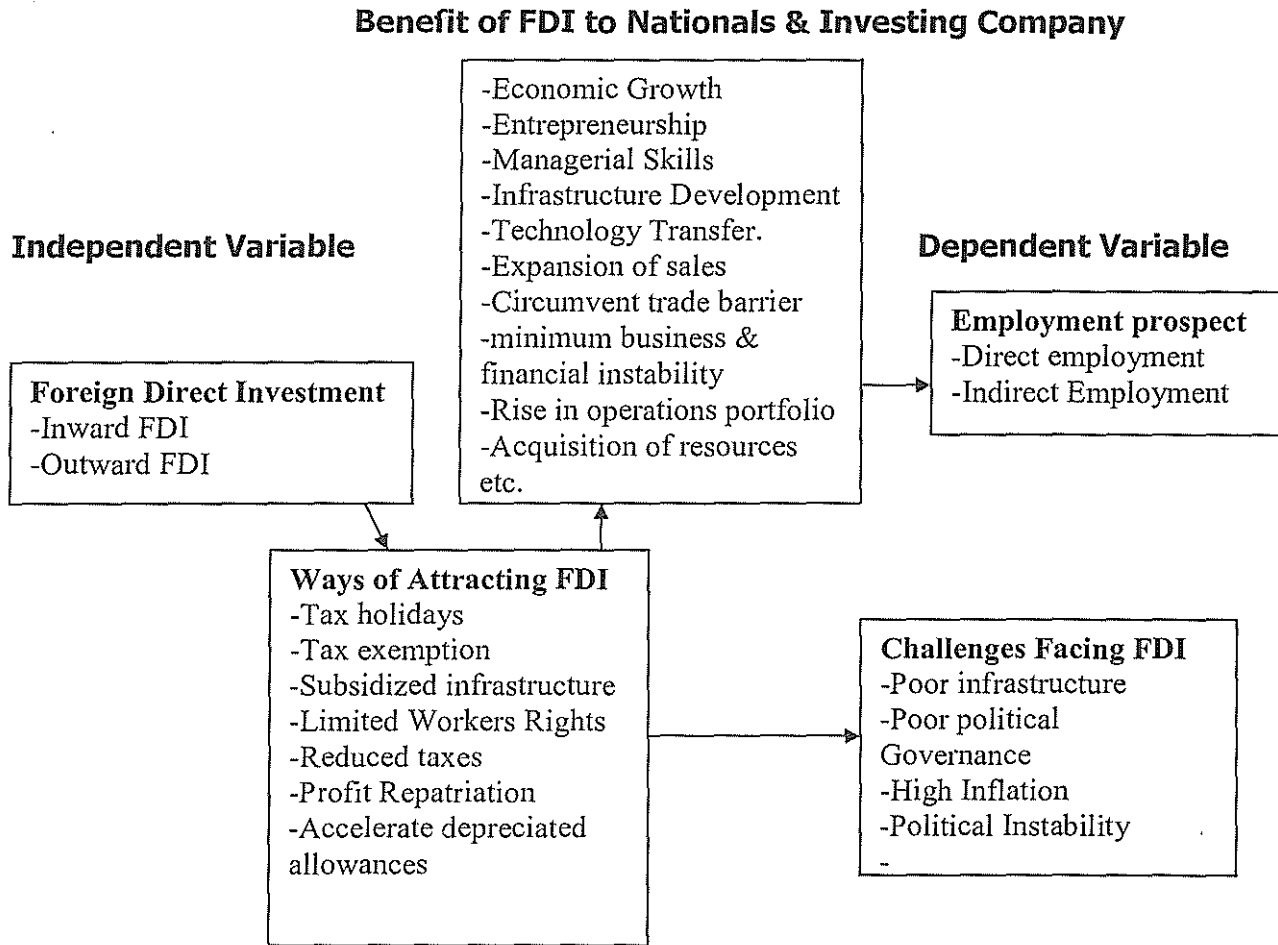 Benefit of FDI to Nationals & Investing Company
-Economic Growth
-Entrepreneurship
-Managerial Skills
-Infrastructure Development
-Technology Transfer.
-Expansion of sales
-Circumvent trade barrier
-minimum business &
financial instability
-Rise in operations portfolio
-Acquisition of resources
etc.
Independent Variable
Foreign Direct Investment
-Inward FDI
-Outward FDI
Dependent Variable
Employment prospect
-Direct employment
-Indirect Employment
Ways of Attracting FDI
-Tax holidays
-Tax exemption
-Subsidized infrastructure
-Limited Workers Rights
-Reduced taxes
-Profit Repatriation
-Accelerate depreciated
allowances
Challenges Facing FDI
-Poor infrastructure
-Poor political
Governance
-High Inflation
-Political Instability
-